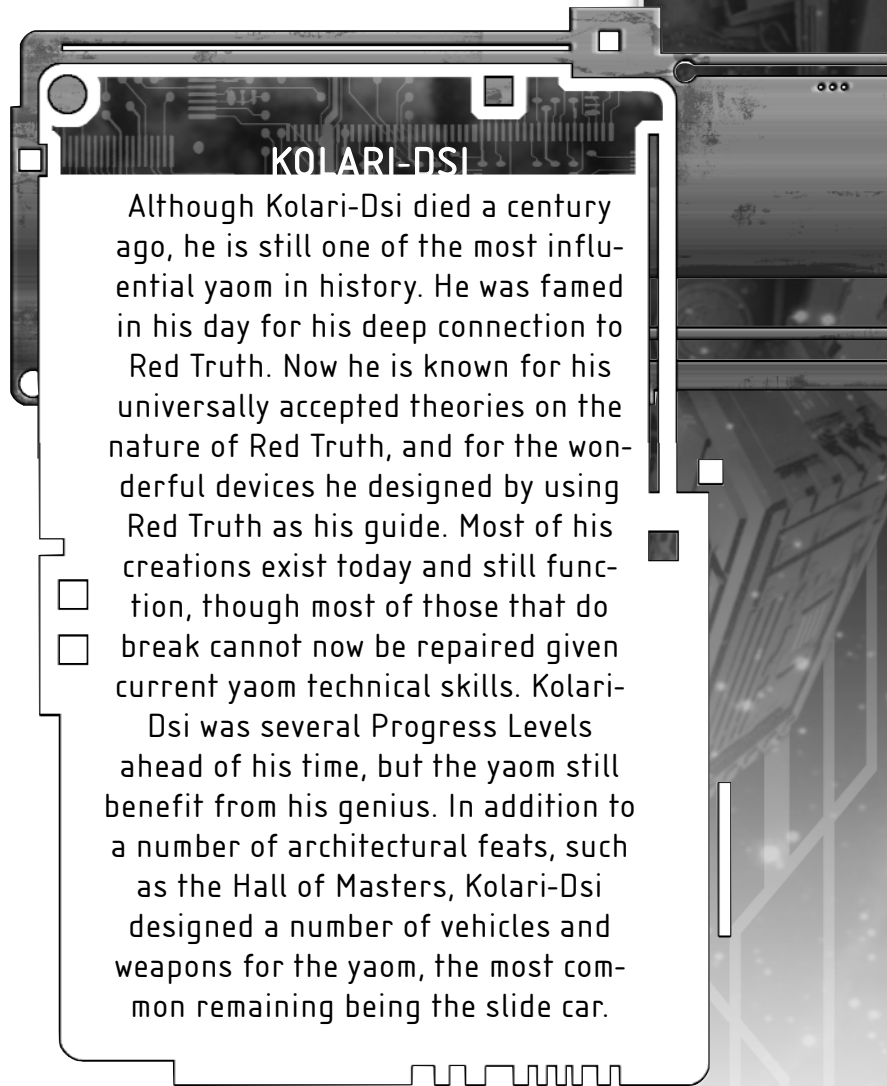 KOLARI-DSI
Although Kolari-Dsi died a century
ago, he is still one of the most influ-
ential yaom in history. He was famed
in his day for his deep connection to
Red Truth. Now he is known for his
universally accepted theories on the
nature of Red Truth, and for the won-
derful devices he designed by using
Red Truth as his guide. Most of his
creations exist today and still func-
tion, though most of those that do
break cannot now be repaired given
current yaom technical skills. Kolari-
Dsi was several Progress Levels
ahead of his time, but the yaom still
benefit from his genius. In addition to
a number of architectural feats, such
as the Hall of Masters, Kolari-Dsi
designed a number of vehicles and
weapons for the yaom, the most com-
mon remaining being the slide car.